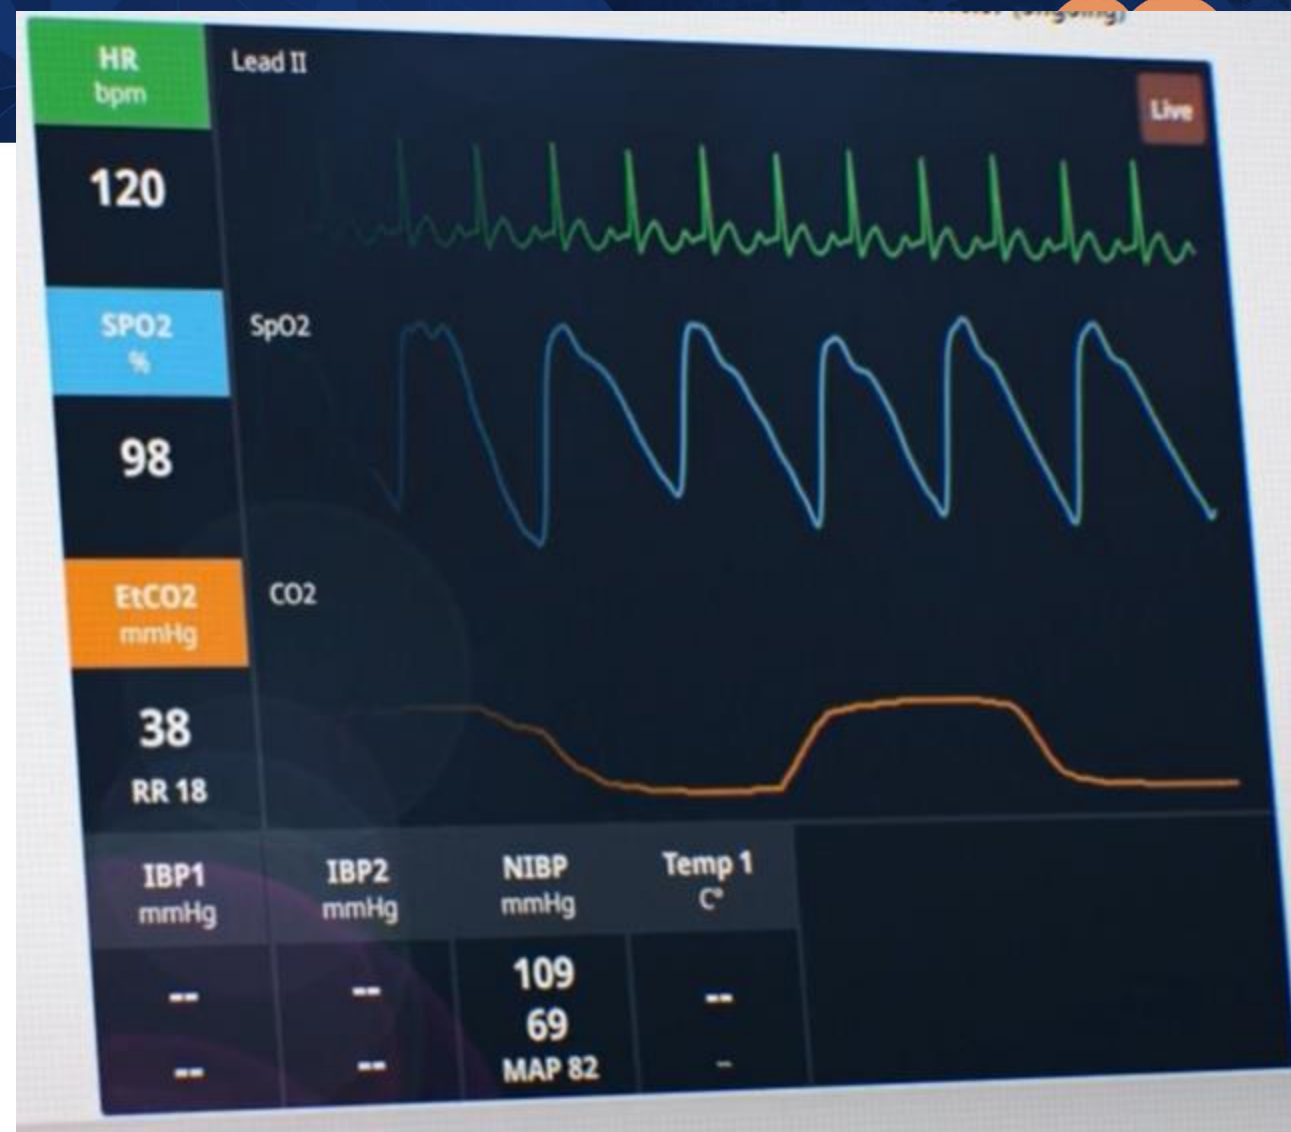 (ongoing)
HR
bpm
120
Lead II
Live
SPO2
%
98
SpO2
EtCO2
mmHg
38
RR 18
CO2
IBP1
mmHg
--
--
IBP2
mmHg
--
--
NIBP
mmHg
109
69
MAP 82
Temp 1
C°
--
--